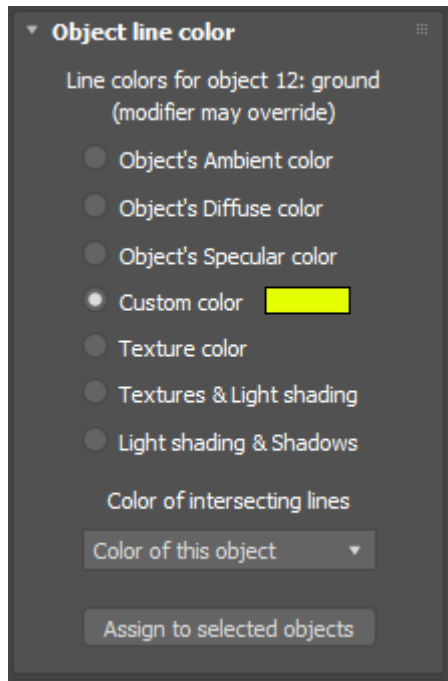 Object line color
Line colors for object 12: ground
(modifier may override)
Object's Ambient color
Object's Diffuse color
Object's Specular color
Custom color
Texture color
Textures & Light shading
Light shading & Shadows
Color of intersecting lines
Color of this object
Assign to selected objects